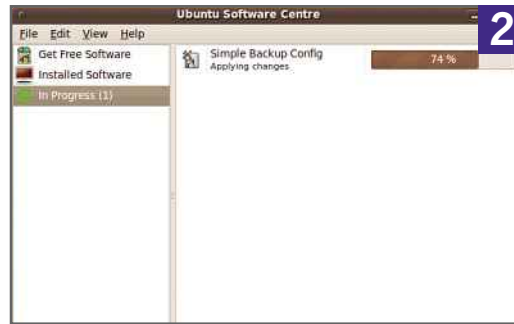 Ubuntu Software Centre
2
File Edit View Help
Get Free Software
Installed Software
In Progress (1)
Simple Backup Config
Applying changes
74 %